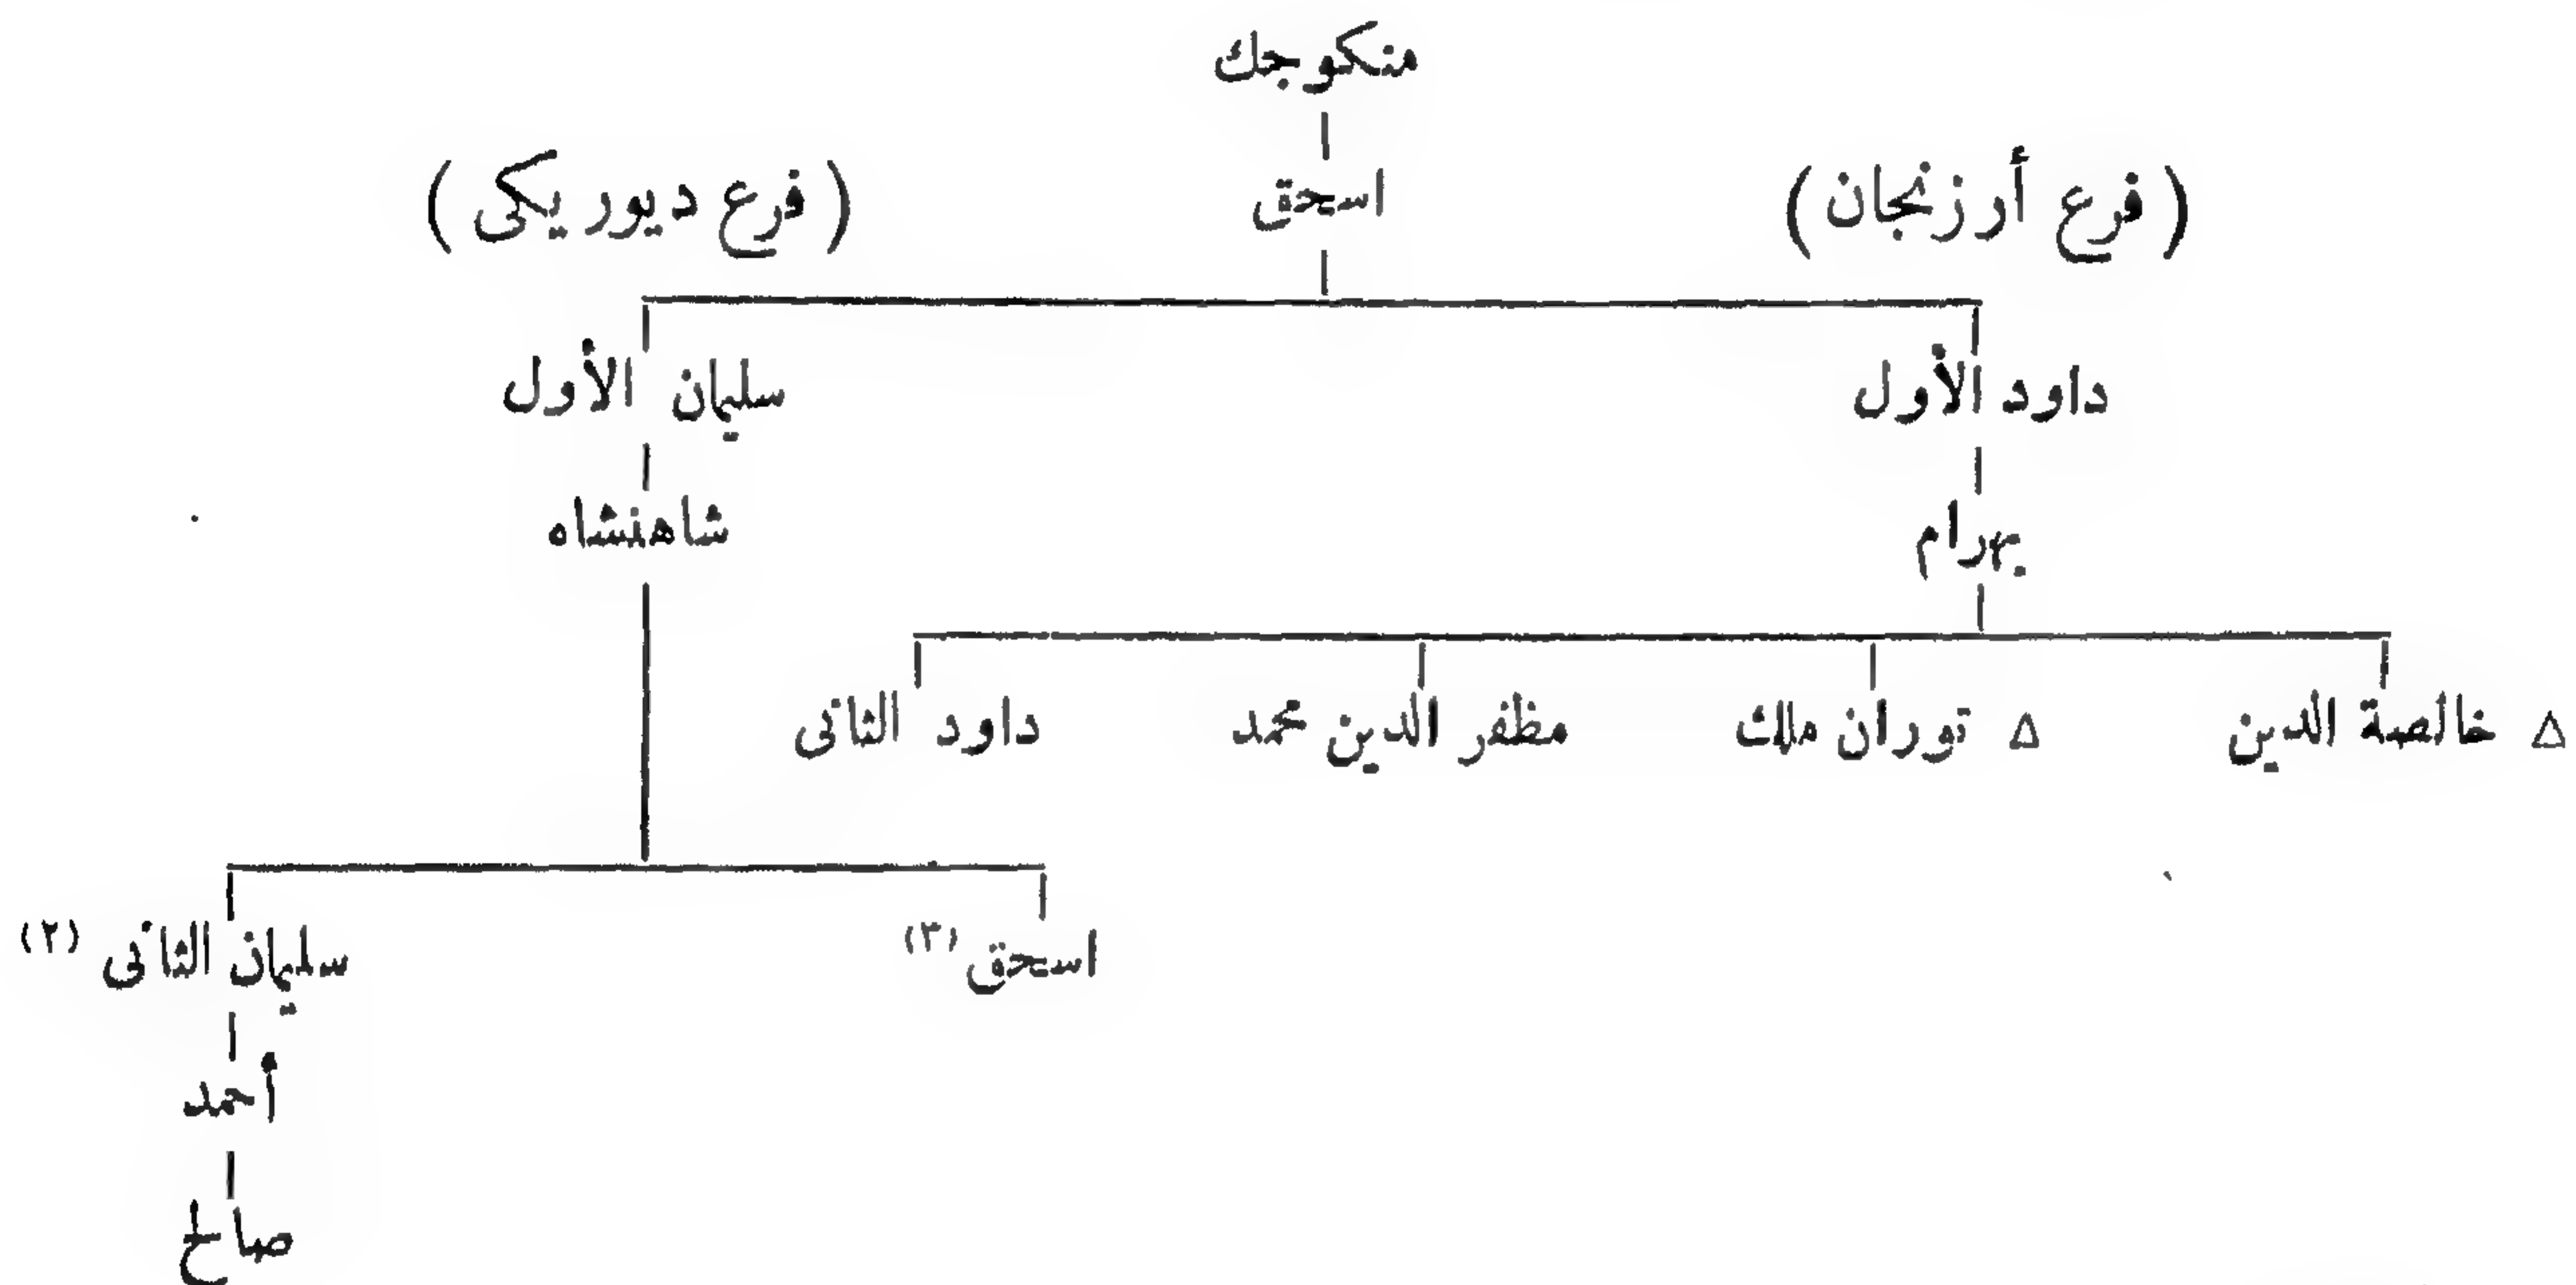 منكوجك
اسحق
( فرع أرزنجان ) ( فرع ديوريكى )
داود الأول سليمان الأول
بهرام شاهنشاه
△ خالصة الدين △ توران ملك مظفر الدين محمد داود الثانى
اسحق (٣) سليمان الثانى (٢)
أحمد
صالح